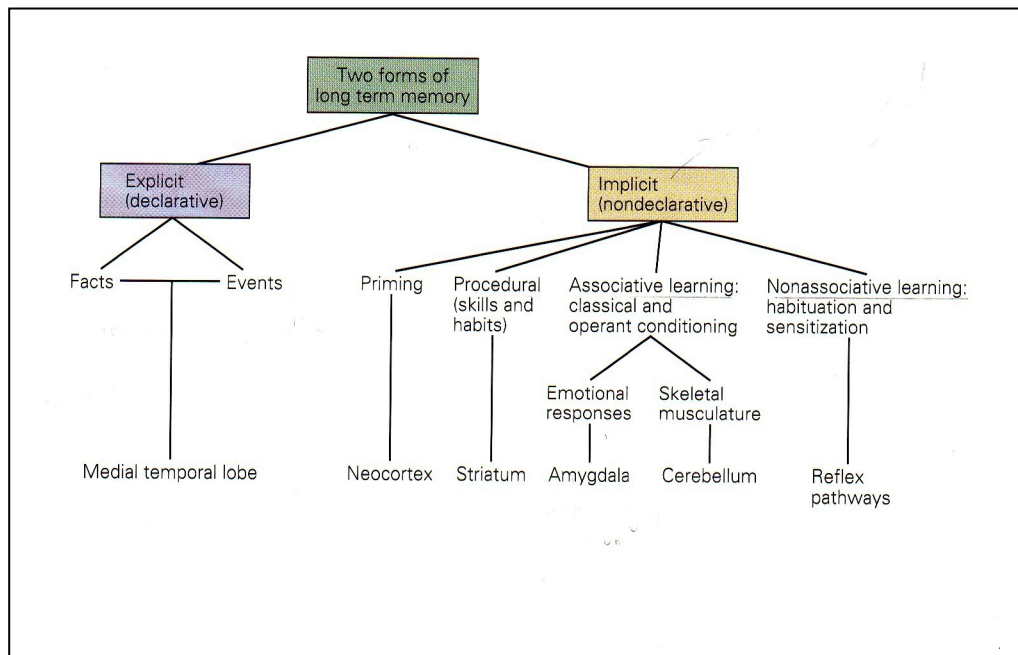 Two forms of
long term memory
Explicit
(declarative)
Implicit
(nondeclarative)
Facts
Events
Priming
Procedural
(skills and
habits)
Associative learning:
classical and
operant conditioning
Nonassociative learning:
habituation and
sensitization
Emotional
responses
Skeletal
musculature
Medial temporal lobe
Neocortex
Striatum
Amygdala
Cerebellum
Reflex
pathways